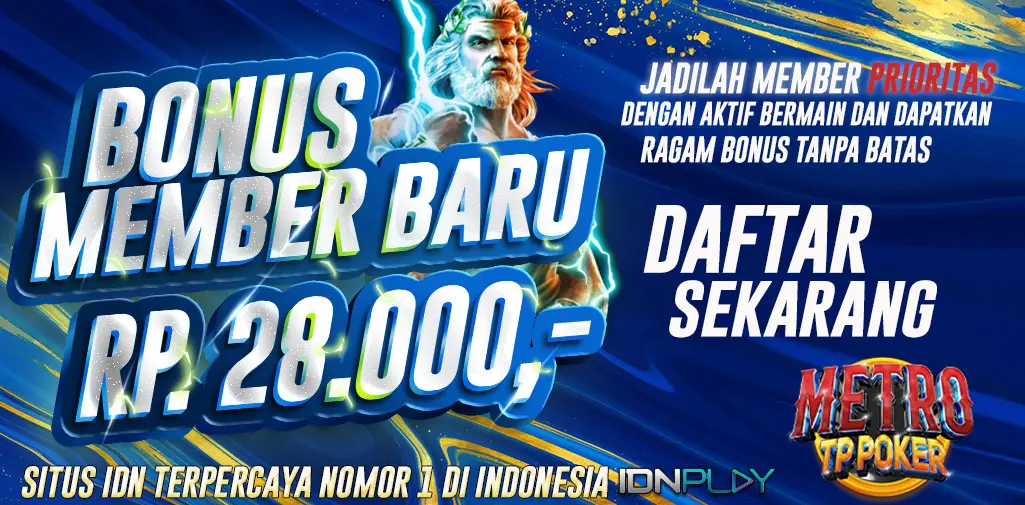 BONUS
MEMBER BARU
RP. 28.000,-
JADILAH MEMBER PRIORITAS
DENGAN AKTIF BERMAIN DAN DAPATKAN
RAGAM BONUS TANPA BATAS
DAFTAR
SEKARANG
METRO
TP POKER
SITUS IDN TERPERCAYA NOMOR 1 DI INDONESIA IDNPLAY